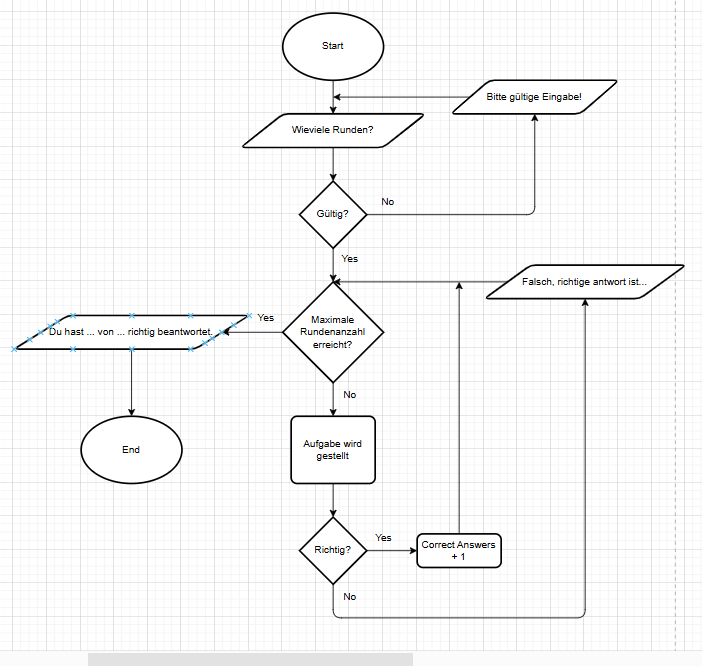 Start
Bitte gültige Eingabe!
Wieviele Runden?
Gültig?
No
Yes
Falsch, richtige antwort ist...
Maximale
Rundenanzahl
erreicht?
Yes
Du hast ... von ... richtig beantwortet.
No
Aufgabe wird
gestellt
End
Richtig?
Yes
Correct Answers
+ 1
No